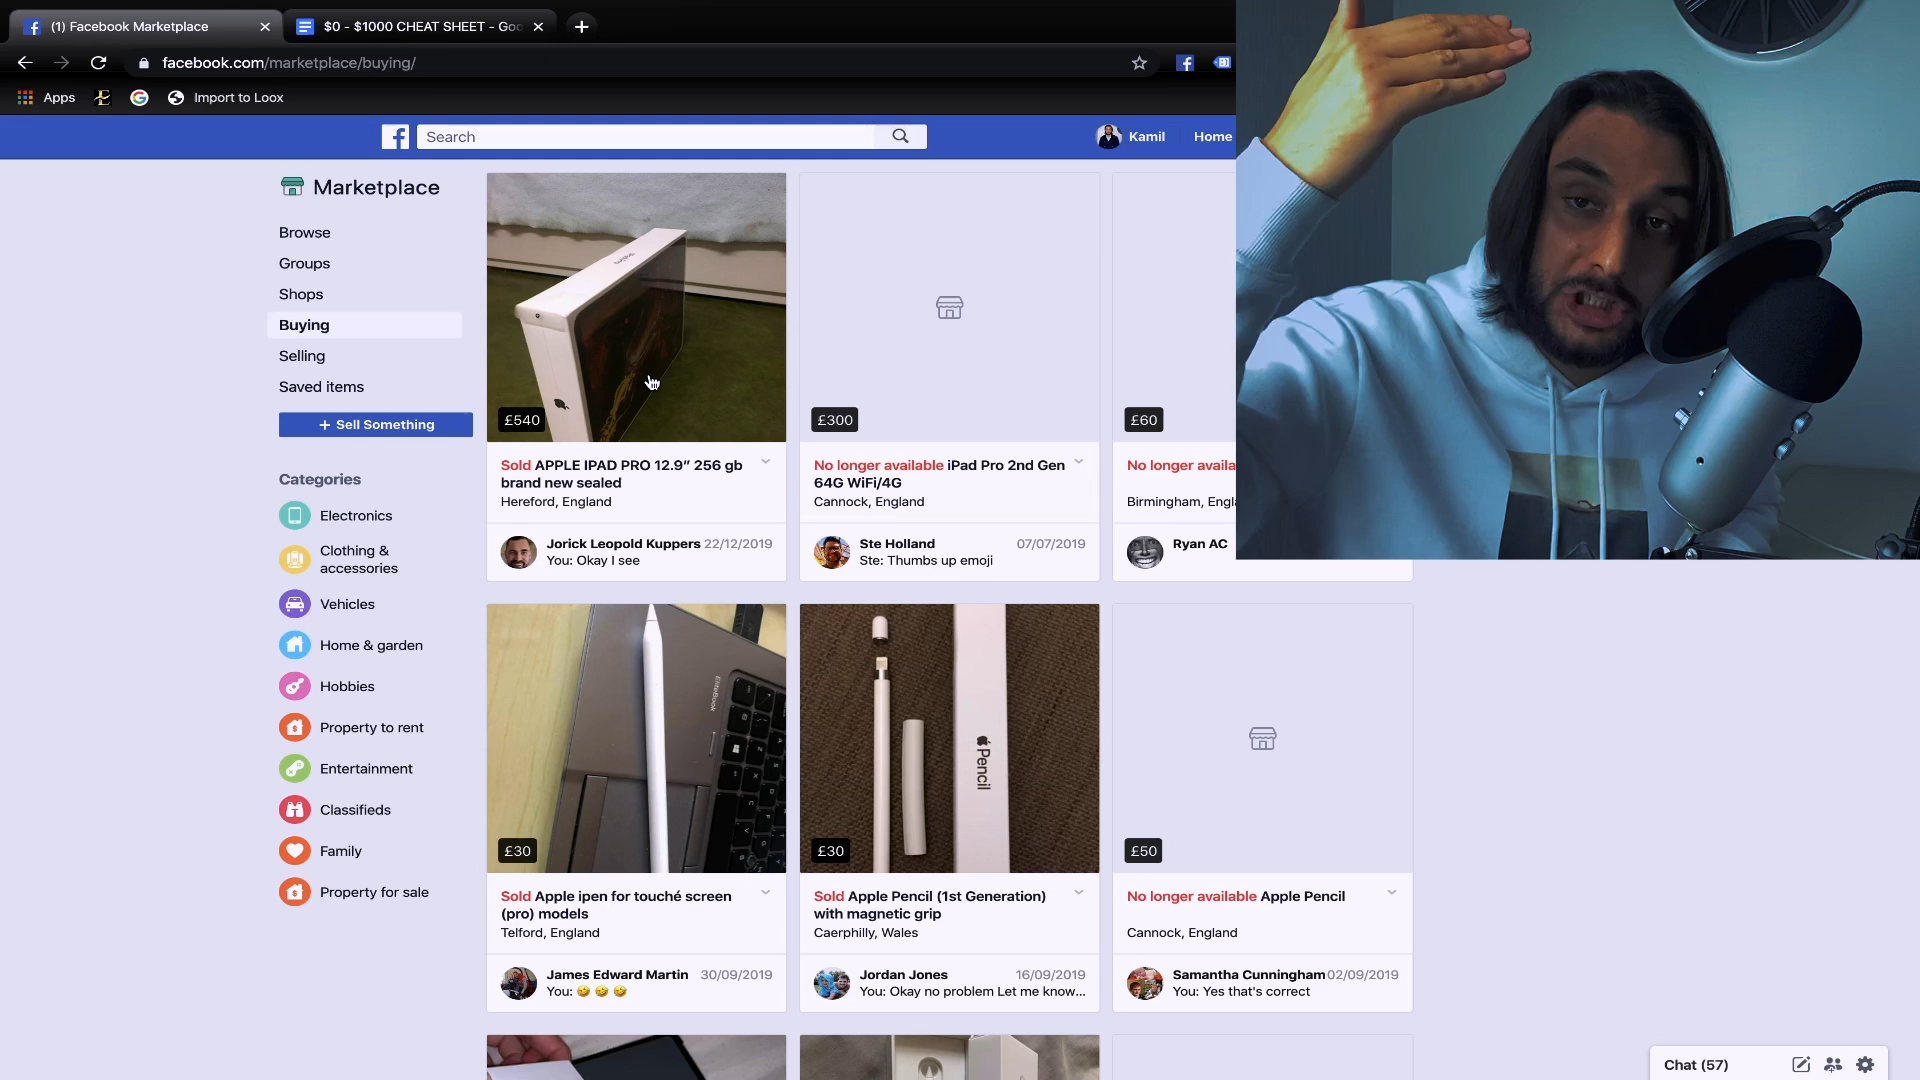 (1) Facebook Marketplace
$0 - $1000 CHEAT SHEET - Goo
facebook.com/marketplace/buying/
Apps
Import to Loox
Search
Kamil
Home
Marketplace
Browse
Groups
Shops
Buying
Selling
Saved items
+ Sell Something
Categories
Electronics
Clothing &
accessories
Vehicles
Home & garden
Hobbies
Property to rent
Entertainment
Classifieds
Family
Property for sale
£540
Sold APPLE IPAD PRO 12.9” 256 gb
brand new sealed
Hereford, England
Jorick Leopold Kuppers 22/12/2019
You: Okay I see
£300
No longer available iPad Pro 2nd Gen
64G WiFi/4G
Cannock, England
Ste Holland 07/07/2019
Ste: Thumbs up emoji
£60
No longer availa
Birmingham, Engl
Ryan AC
EliteBook
£30
Sold Apple ipen for touché screen
(pro) models
Telford, England
James Edward Martin 30/09/2019
You: 🤣 🤣 🤣
Pencil
£30
Sold Apple Pencil (1st Generation)
with magnetic grip
Caerphilly, Wales
Jordan Jones 16/09/2019
You: Okay no problem Let me know...
£50
No longer available Apple Pencil
Cannock, England
Samantha Cunningham 02/09/2019
You: Yes that's correct
Chat (57)